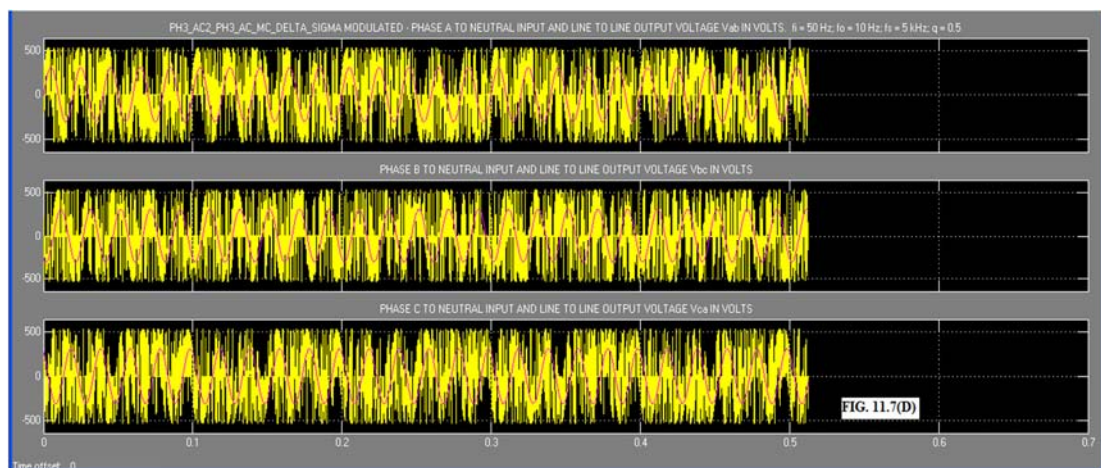 PH3_AC2_PH3_AC_MC_DELTA_SIGMA MODULATED - PHASE A TO NEUTRAL INPUT AND LINE TO LINE OUTPUT VOLTAGE Vab IN VOLTS. fi = 50 Hz; fo = 10 Hz; fs = 5 kHz; q = 0.5
500
0
-500
PHASE B TO NEUTRAL INPUT AND LINE TO LINE OUTPUT VOLTAGE Vbc IN VOLTS
500
0
-500
PHASE C TO NEUTRAL INPUT AND LINE TO LINE OUTPUT VOLTAGE Vca IN VOLTS
500
0
-500
FIG. 11.7(D)
0 0.1 0.2 0.3 0.4 0.5 0.6 0.7
Time offset: 0